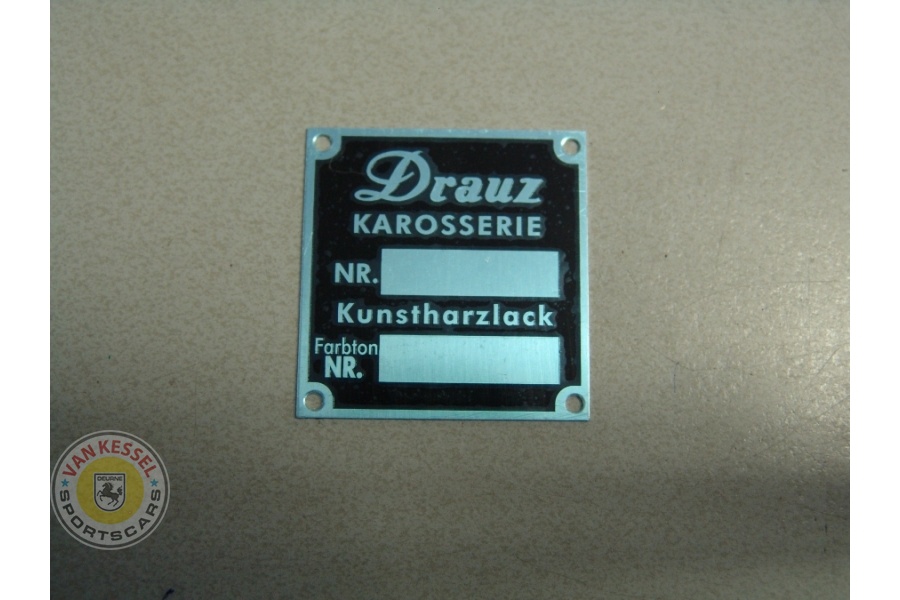 Drauz
KAROSSERIE
NR.
Kunstharzlack
Farbton
NR.
VAN KESSEL
DEURNE
SPORTSCARS